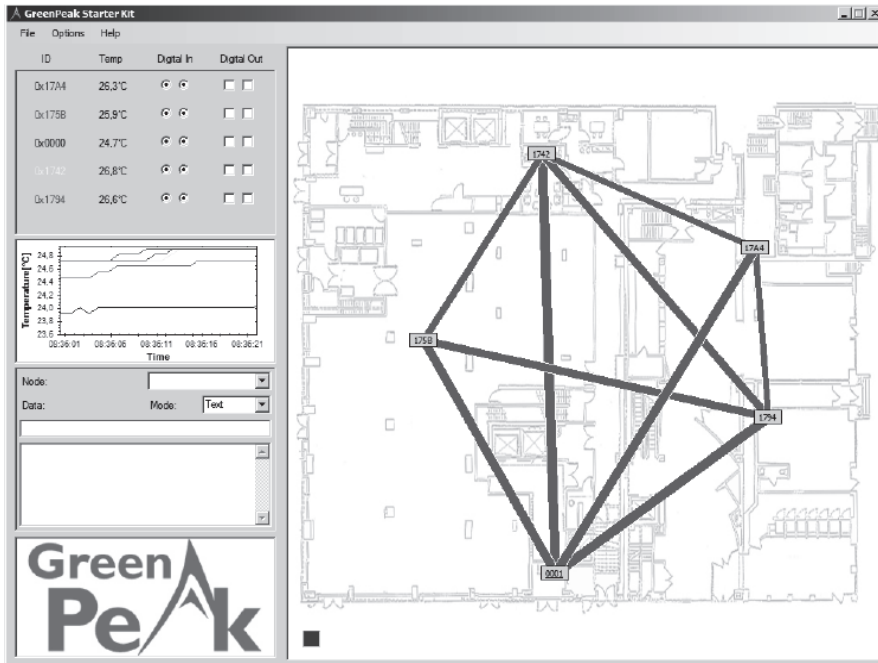 GreenPeak Starter Kit
File Options Help
ID Temp Digital In Digital Out
0x17A4 26,3°C
0x175B 25,9°C
0x0000 24,7°C
0x1742 26,8°C
0x1794 26,6°C
Temperature[°C]
24,8
24,6
24,4
24,2
24,0
23,8
23,6
08:36:01 08:36:06 08:36:11 08:36:16 08:36:21
Time
Node:
Data: Mode: Text
Green
Peak
1742
17A4
175B
1794
0001